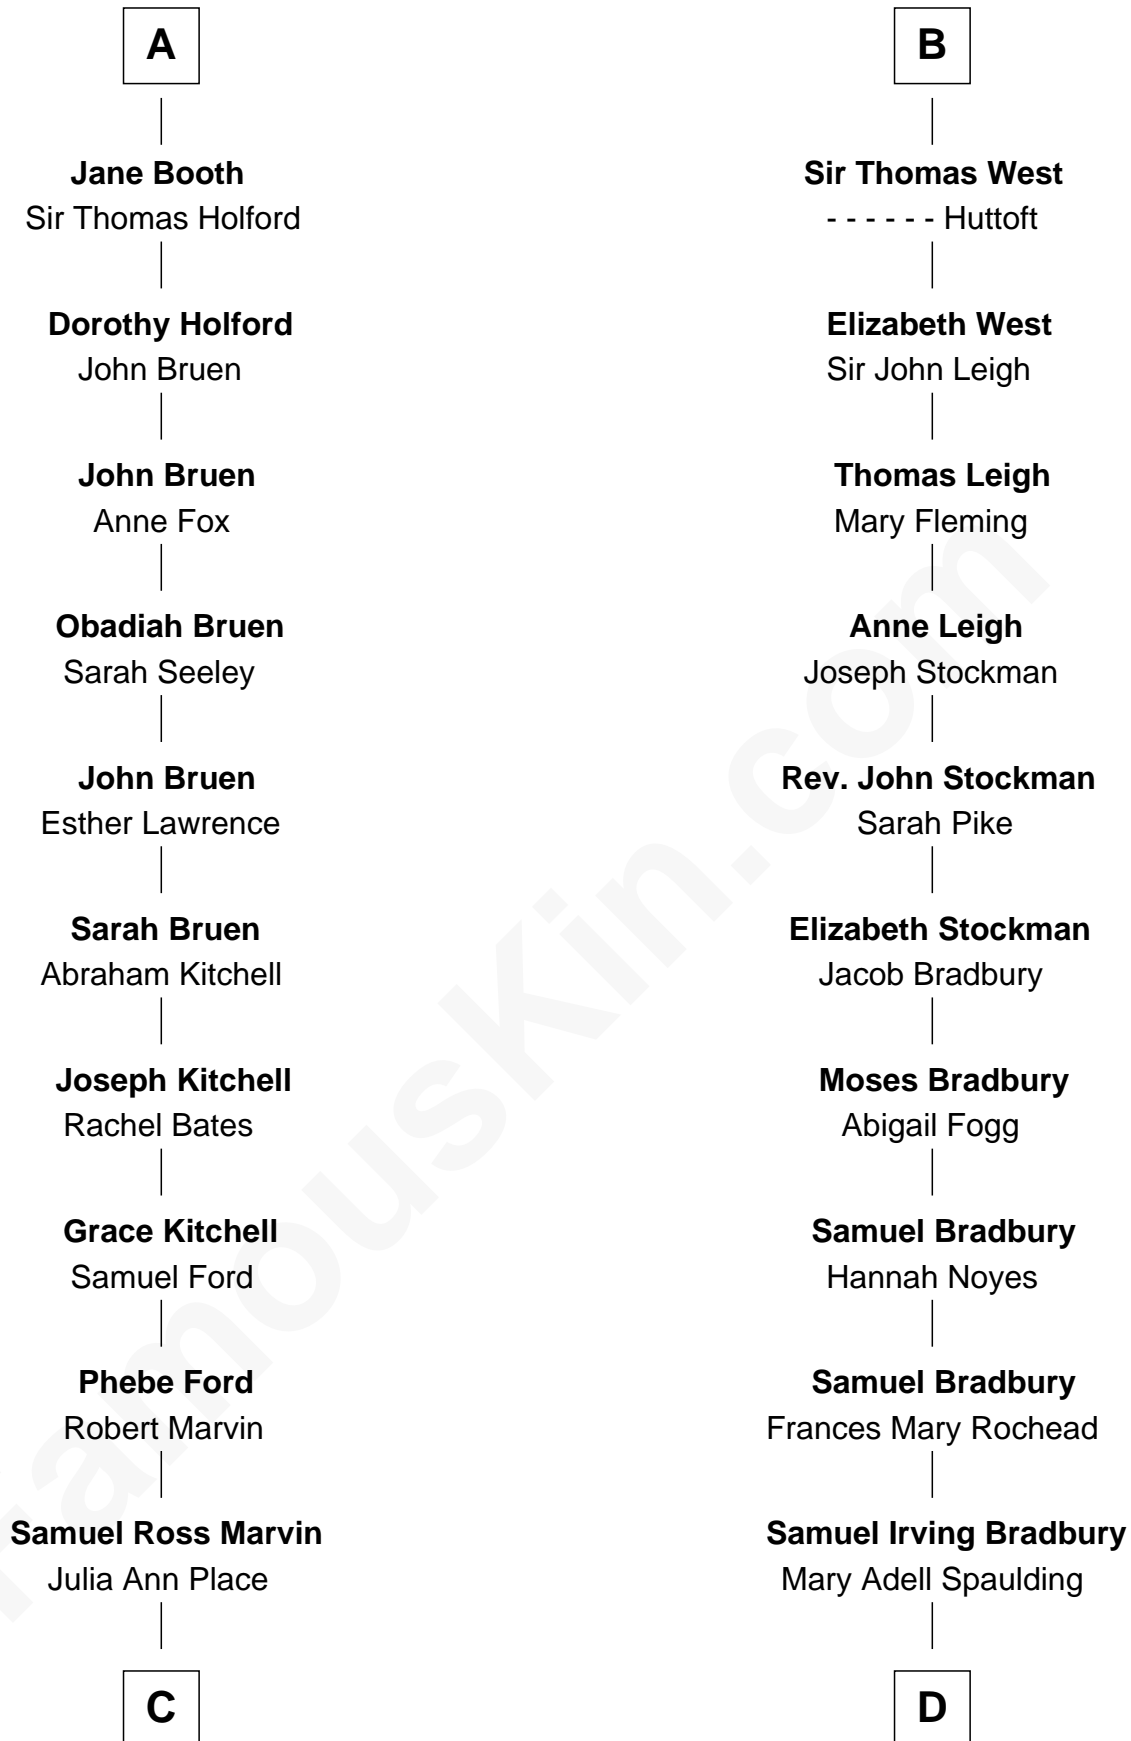 A
Jane Booth
Sir Thomas Holford
Dorothy Holford
John Bruen
John Bruen
Anne Fox
Obadiah Bruen
Sarah Seeley
John Bruen
Esther Lawrence
Sarah Bruen
Abraham Kitchell
Joseph Kitchell
Rachel Bates
Grace Kitchell
Samuel Ford
Phebe Ford
Robert Marvin
Samuel Ross Marvin
Julia Ann Place
C
B
Sir Thomas West
- - - - - - Huttoft
Elizabeth West
Sir John Leigh
Thomas Leigh
Mary Fleming
Anne Leigh
Joseph Stockman
Rev. John Stockman
Sarah Pike
Elizabeth Stockman
Jacob Bradbury
Moses Bradbury
Abigail Fogg
Samuel Bradbury
Hannah Noyes
Samuel Bradbury
Frances Mary Rochead
Samuel Irving Bradbury
Mary Adell Spaulding
D
FamousKin.com